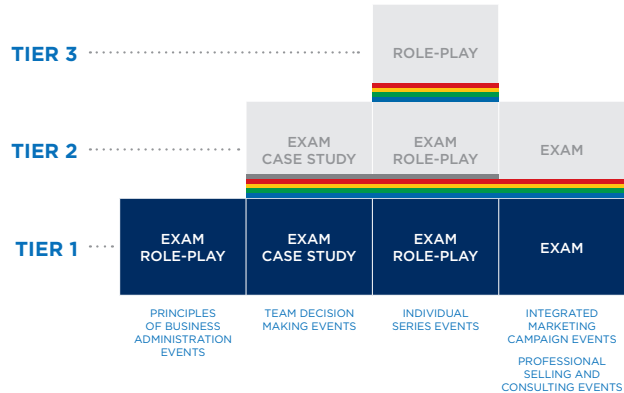 TIER 3
ROLE-PLAY
TIER 2
EXAM
CASE STUDY
EXAM
ROLE-PLAY
EXAM
TIER 1
EXAM
ROLE-PLAY
EXAM
CASE STUDY
EXAM
ROLE-PLAY
EXAM
PRINCIPLES
OF BUSINESS
ADMINISTRATION
EVENTS
TEAM DECISION
MAKING EVENTS
INDIVIDUAL
SERIES EVENTS
INTEGRATED
MARKETING
CAMPAIGN EVENTS
PROFESSIONAL
SELLING AND
CONSULTING EVENTS